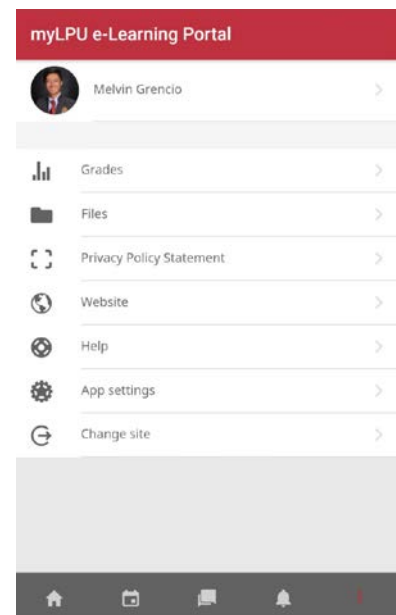 myLPU e-Learning Portal
Melvin Grencio
Grades
Files
Privacy Policy Statement
Website
Help
App settings
Change site